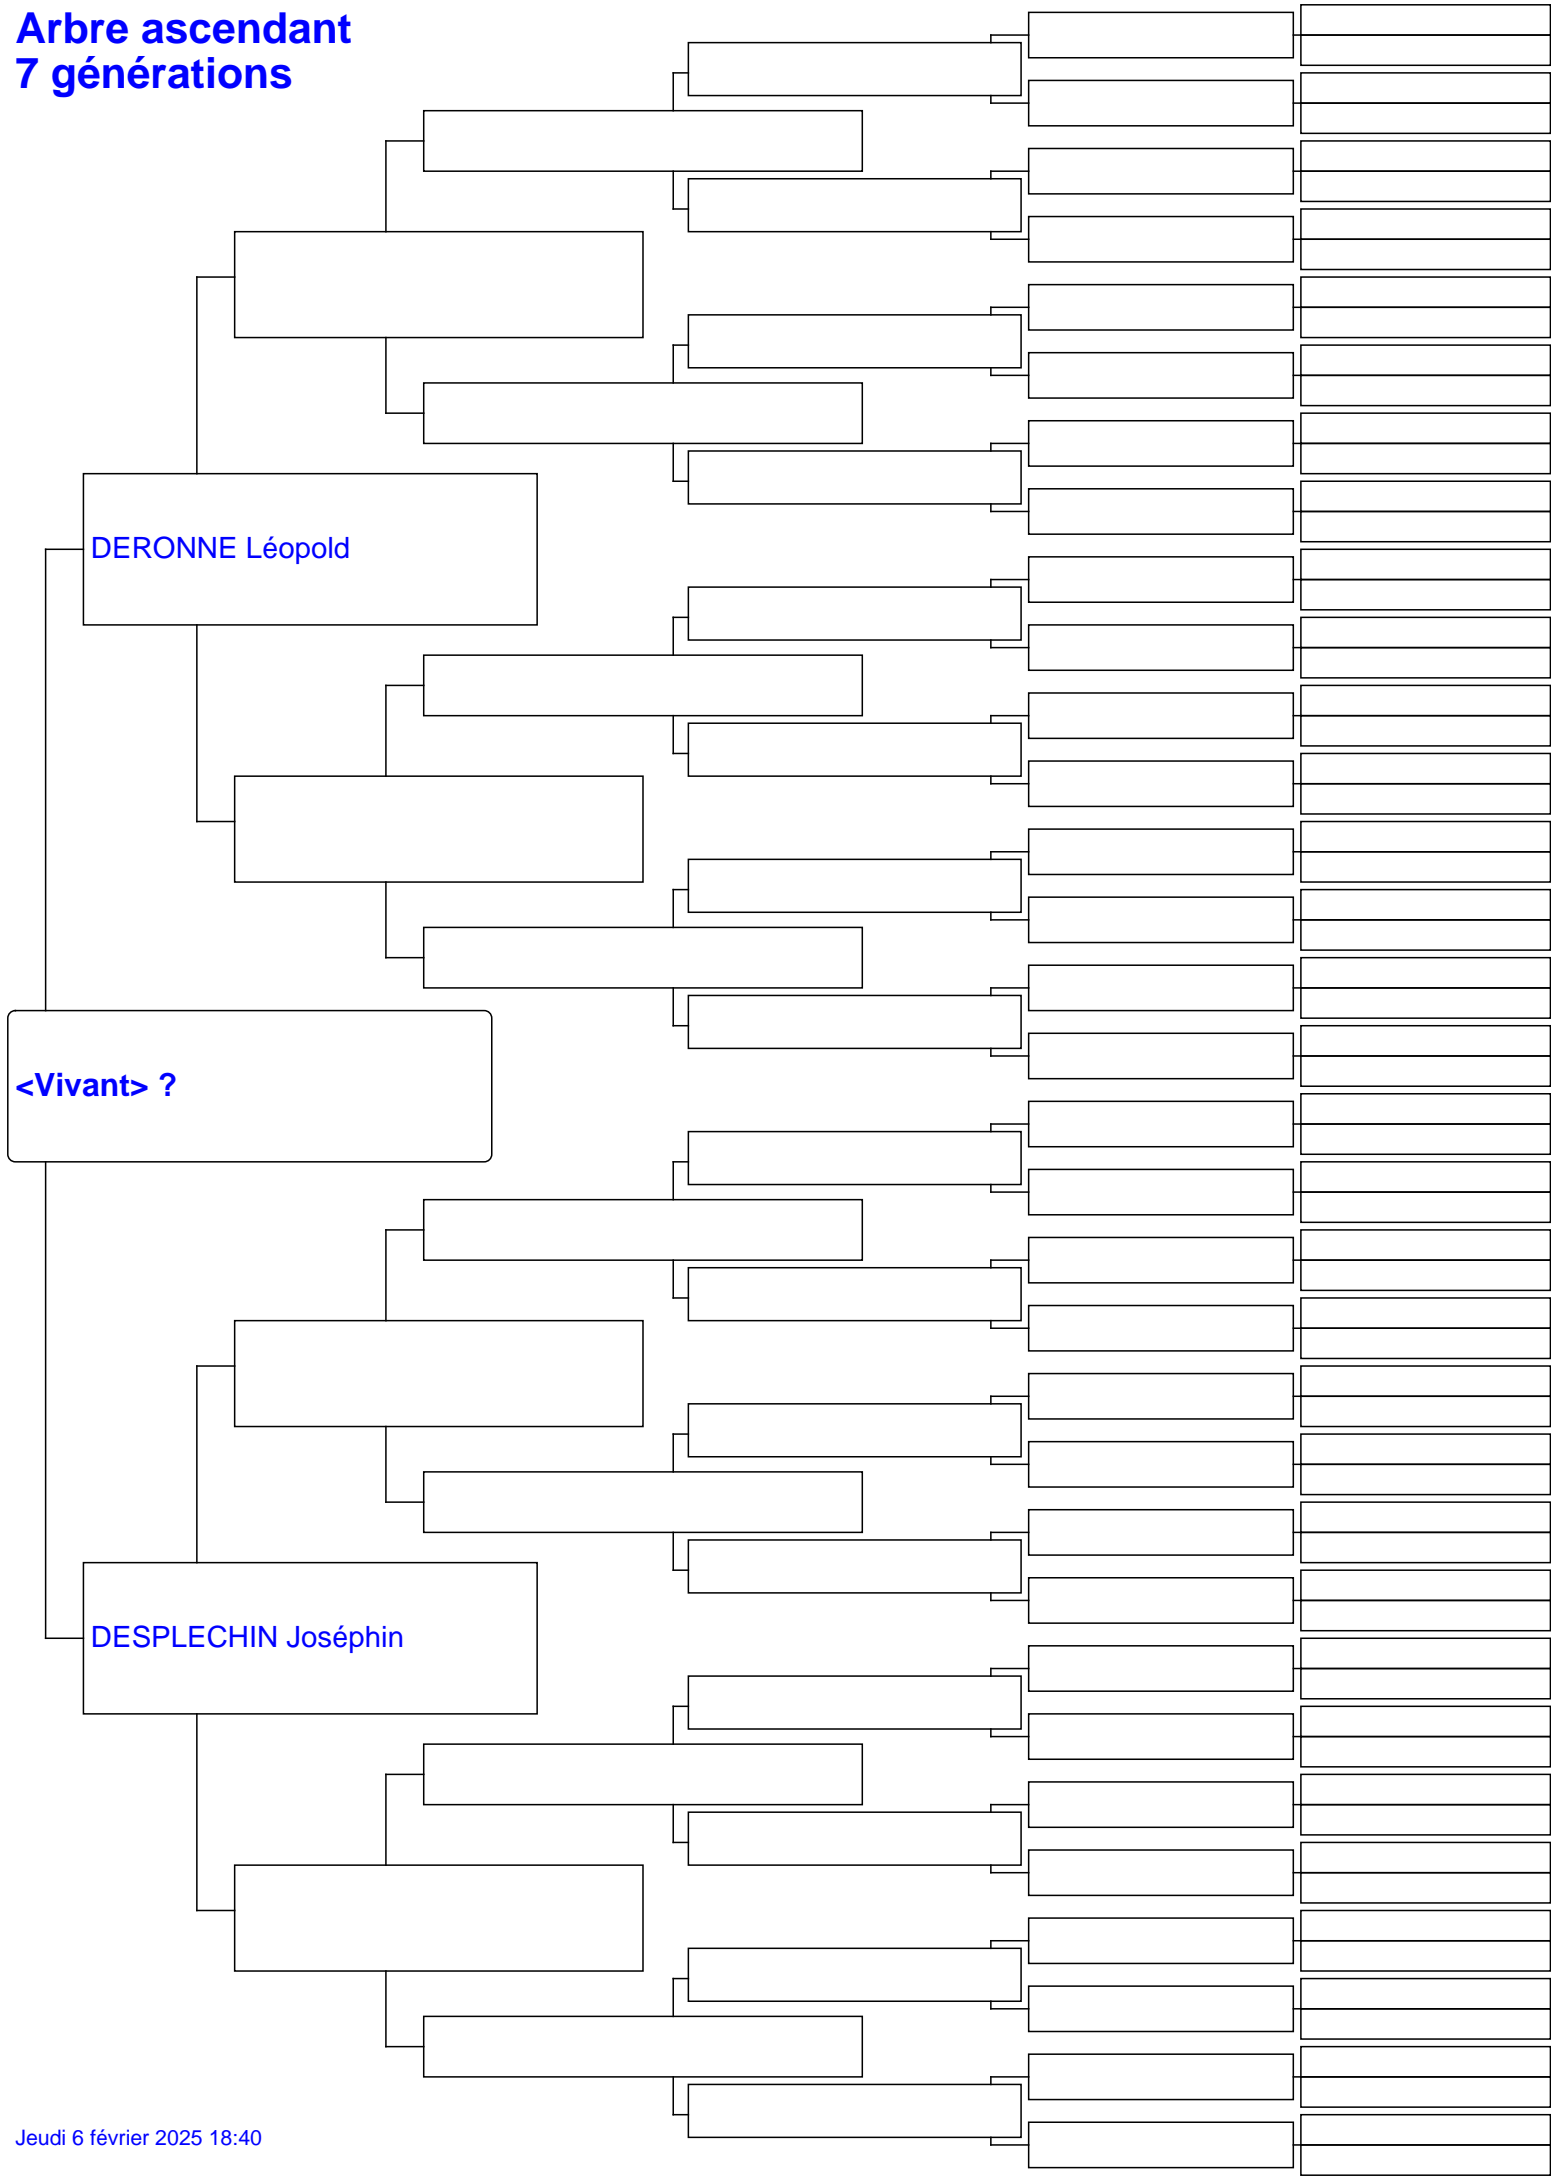 Arbre ascendant
7 générations
DERONNE Léopold
<Vivant> ?
DESPLECHIN Joséphin
Jeudi 6 février 2025 18:40